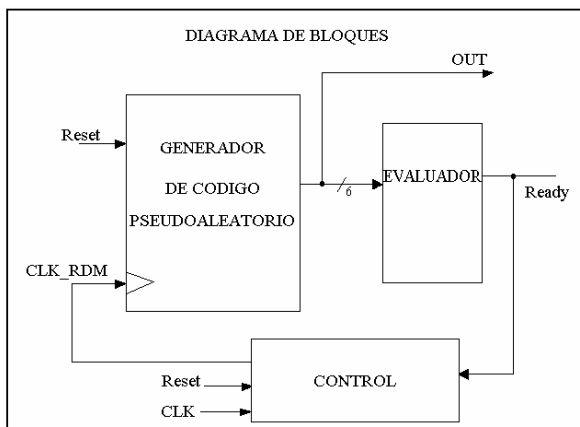 DIAGRAMA DE BLOQUES
OUT
Reset
GENERADOR
DE CODIGO
PSEUDOALEATORIO
6
EVALUADOR
Ready
CLK_RDM
Reset
CONTROL
CLK